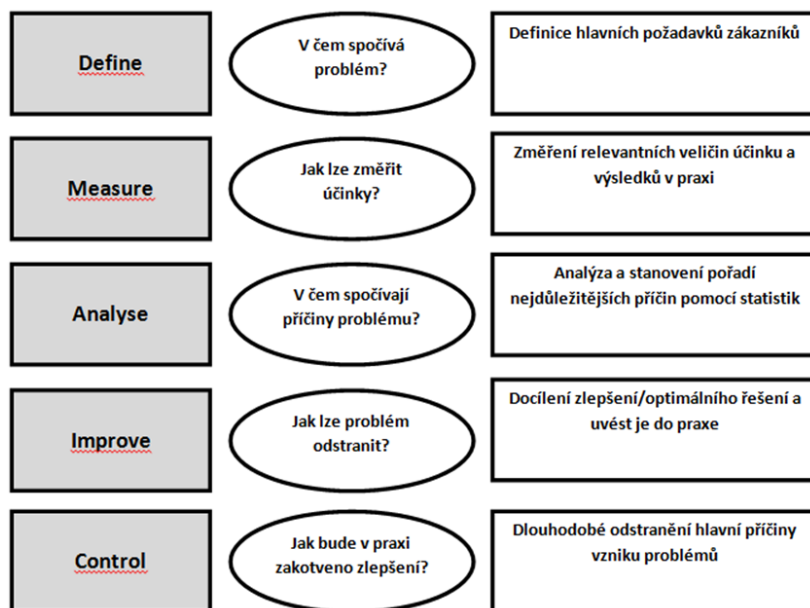 Define
V čem spočívá
problém?
Definice hlavních požadavků zákazníků
Measure
Jak lze změřit
účinky?
Změření relevantních veličin účinku a
výsledků v praxi
Analyse
V čem spočívají
příčiny problému?
Analýza a stanovení pořadí
nejdůležitějších příčin pomocí statistik
Improve
Jak lze problém
odstranit?
Docílení zlepšení/optimálního řešení a
uvést je do praxe
Control
Jak bude v praxi
zakotveno zlepšení?
Dlouhodobé odstranění hlavní příčiny
vzniku problémů